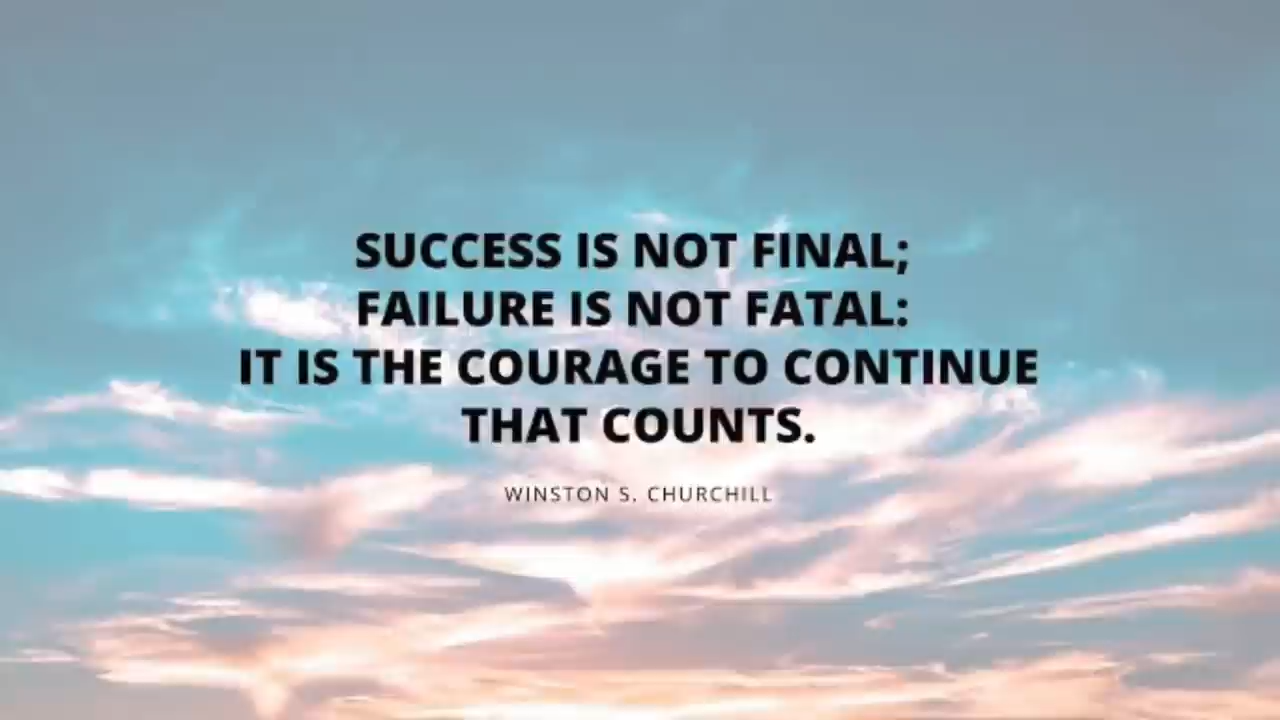 SUCCESS IS NOT FINAL;
FAILURE IS NOT FATAL:
IT IS THE COURAGE TO CONTINUE
THAT COUNTS.
WINSTON S. CHURCHILL